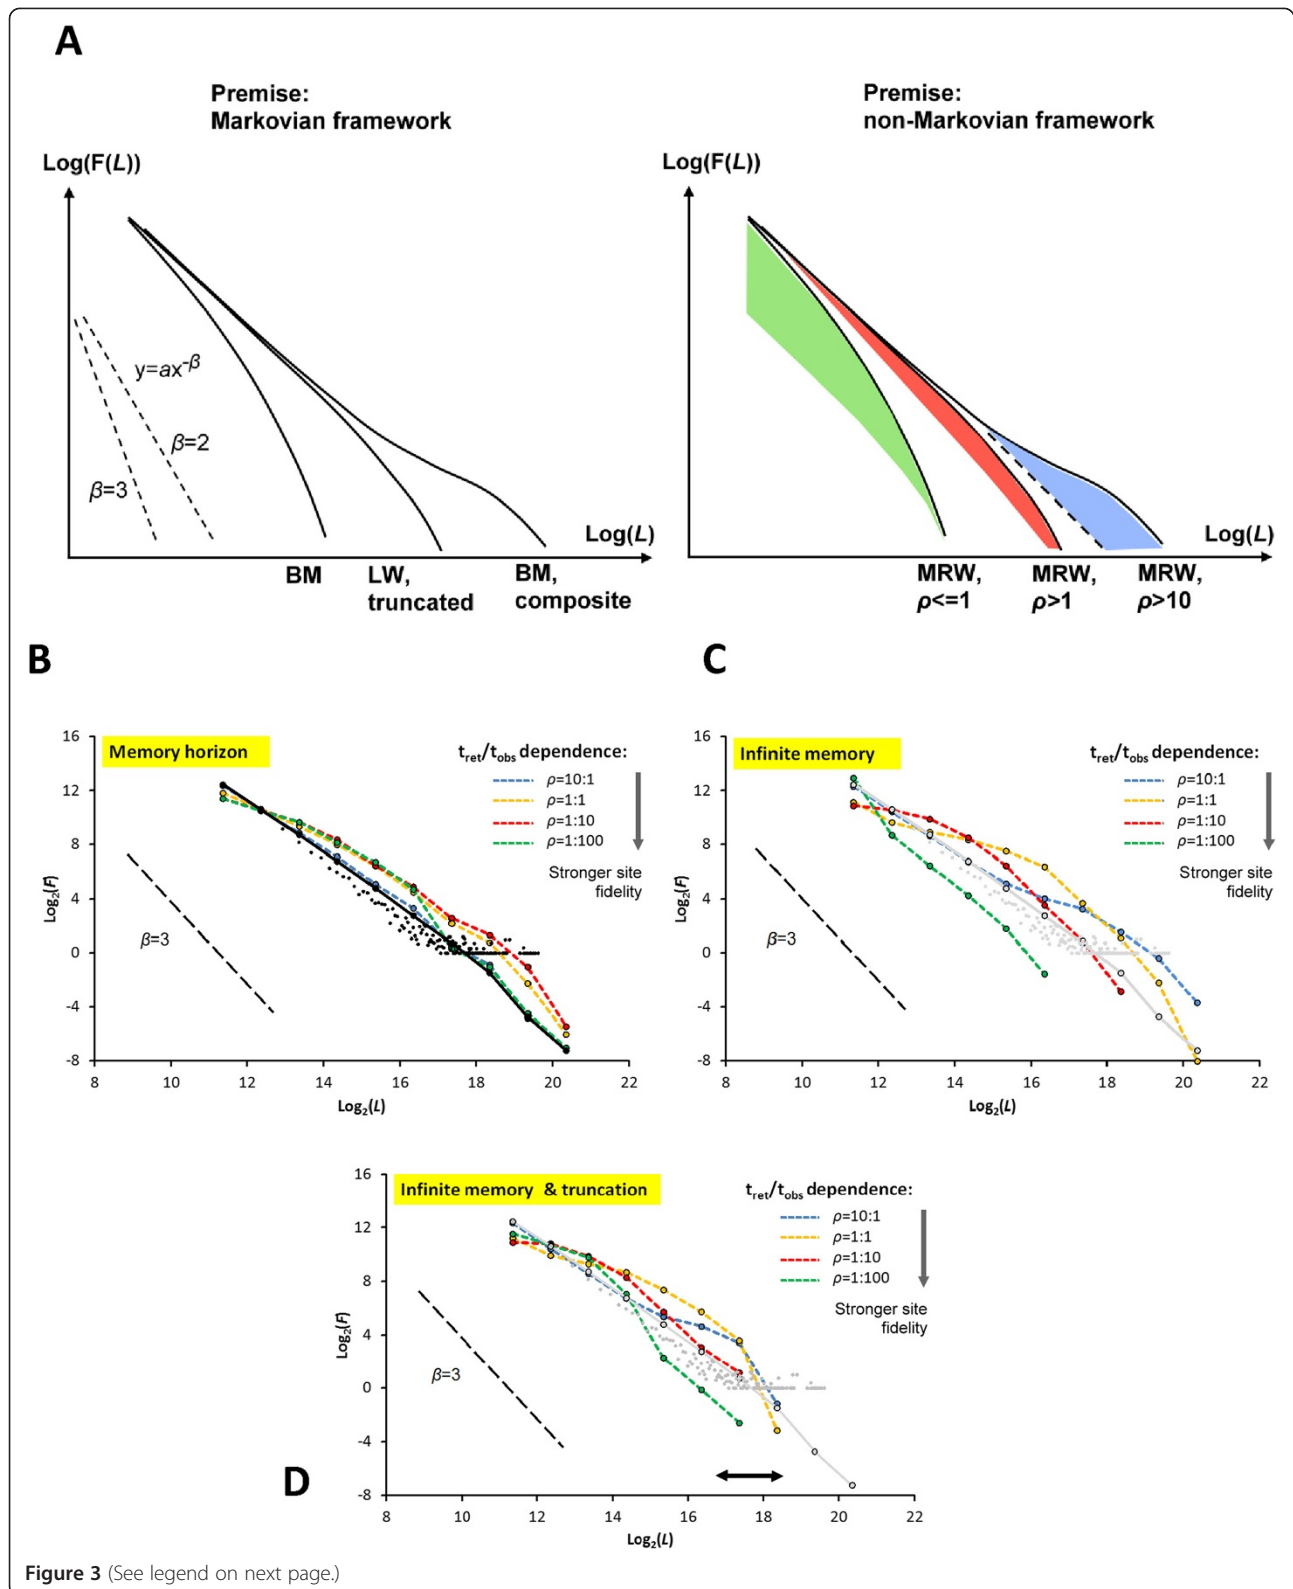 A
Premise:
Markovian framework
Log(F(L))
y=ax^-β
β=2
β=3
Log(L)
BM
LW,
truncated
BM,
composite
Premise:
non-Markovian framework
Log(F(L))
Log(L)
MRW,
ρ<=1
MRW,
ρ>1
MRW,
ρ>10
B
Memory horizon
t_ret/t_obs dependence:
ρ=10:1
ρ=1:1
ρ=1:10
ρ=1:100
Stronger site
fidelity
β=3
Log₂(F)
16
12
8
4
0
-4
-8
8 10 12 14 16 18 20 22
Log₂(L)
C
Infinite memory
t_ret/t_obs dependence:
ρ=10:1
ρ=1:1
ρ=1:10
ρ=1:100
Stronger site
fidelity
β=3
Log₂(F)
16
12
8
4
0
-4
-8
8 10 12 14 16 18 20 22
Log₂(L)
Infinite memory & truncation
t_ret/t_obs dependence:
ρ=10:1
ρ=1:1
ρ=1:10
ρ=1:100
Stronger site
fidelity
β=3
Log₂(F)
16
12
8
4
0
-4
-8
8 10 12 14 16 18 20 22
Log₂(L)
D
Figure 3 (See legend on next page.)